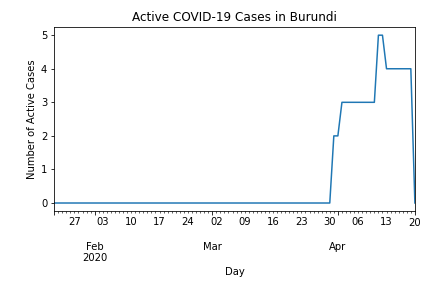 Active COVID-19 Cases in Burundi
Number of Active Cases
5
4
3
2
1
0
27 03 10 17 24 02 09 16 23 30 06 13 20
Feb Mar Apr
2020
Day